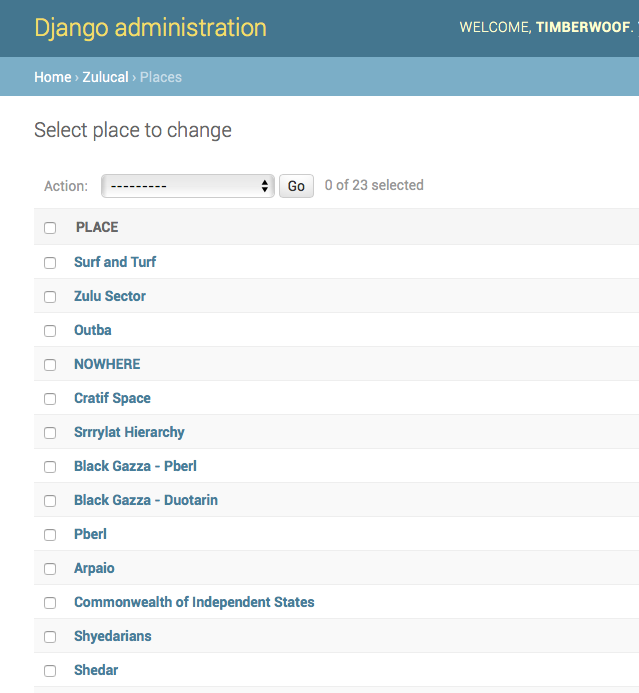 Django administration
WELCOME, TIMBERWOOF.
Home › Zulucal › Places
Select place to change
Action: --------- Go 0 of 23 selected
PLACE
Surf and Turf
Zulu Sector
Outba
NOWHERE
Cratif Space
Srrrylat Hierarchy
Black Gazza - Pberl
Black Gazza - Duotarin
Pberl
Arpaio
Commonwealth of Independent States
Shyedarians
Shedar